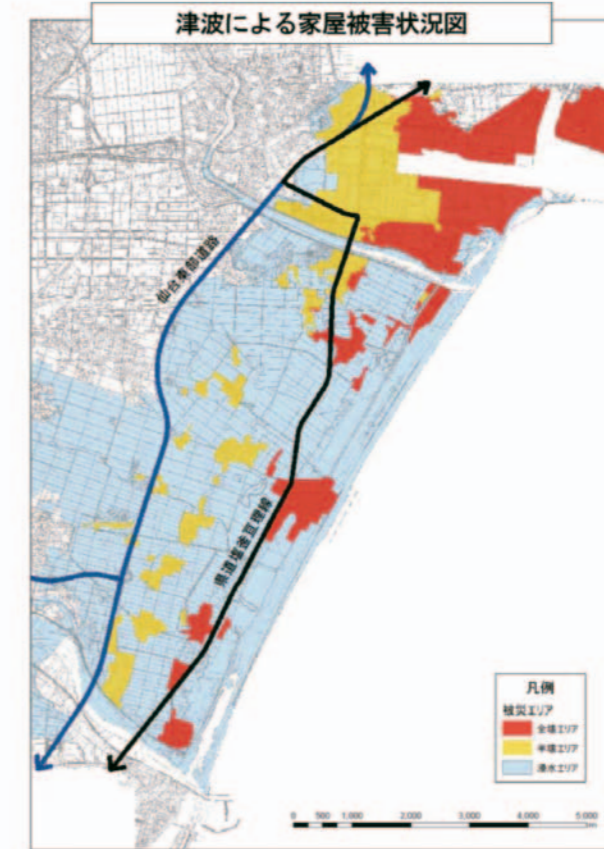 津波による家屋被害状況図
仙台東部道路
県道塩釜亘理線
凡例
被災エリア
全壊エリア
半壊エリア
浸水エリア
0 500 1,000 2,000 3,000 4,000 5,000